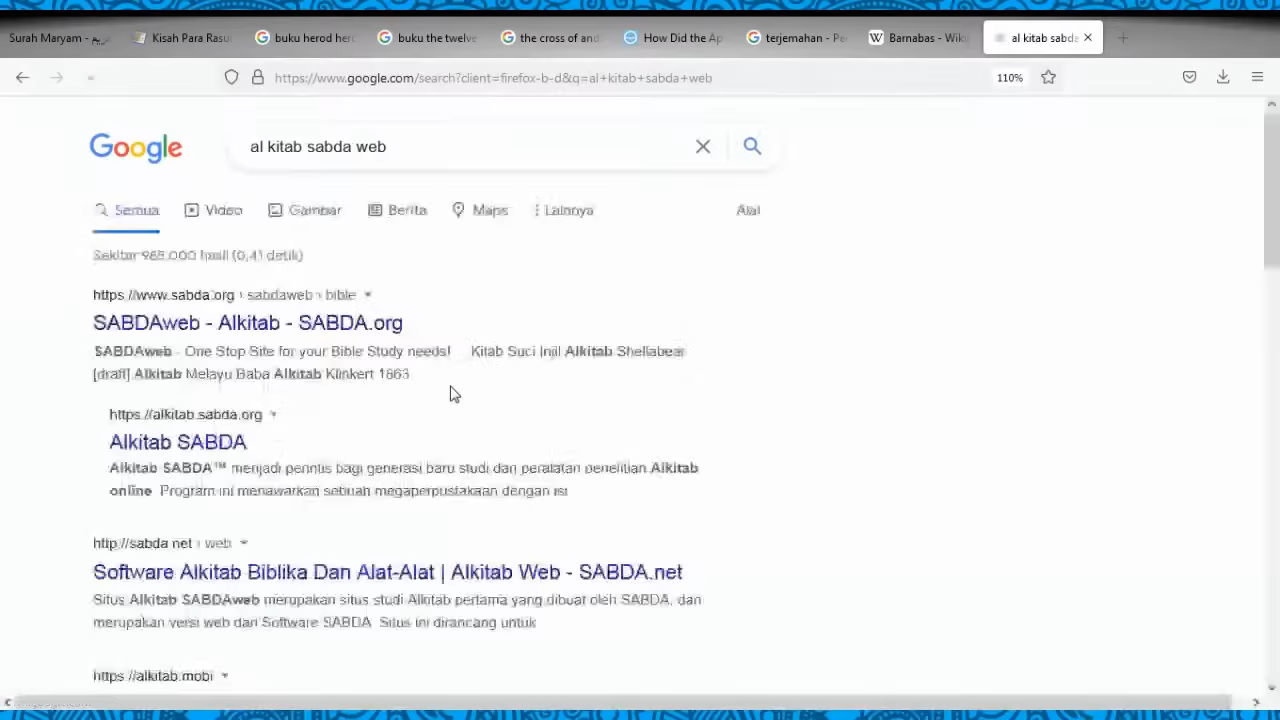 Surah Maryam -
Kisah Para Rasu
buku herod hero
buku the twelve
the cross of and
How Did the Ap
terjemahan - Pe
Barnabas - Wiki
al kitab sabda
https://www.google.com/search?client=firefox-b-d&q=al+kitab+sabda+web
110%
Google
al kitab sabda web
Semua
Video
Gambar
Berita
Maps
Lainnya
Alat
Sekitar 985.000 hasil (0,41 detik)
https://www.sabda.org › sabdaweb › bible
SABDAweb - Alkitab - SABDA.org
SABDAweb - One Stop Site for your Bible Study needs! Kitab Suci Injil Alkitab Shellabear
[draft] Alkitab Melayu Baba Alkitab Klinkert 1863
https://alkitab.sabda.org
Alkitab SABDA
Alkitab SABDA™ menjadi perintis bagi generasi baru studi dan peralatan penelitian Alkitab
online Program ini menawarkan sebuah megaperpustakaan dengan isi
http://sabda.net › web
Software Alkitab Biblika Dan Alat-Alat | Alkitab Web - SABDA.net
Situs Alkitab SABDAweb merupakan situs studi Alkitab pertama yang dibuat oleh SABDA, dan
merupakan versi web dari Software SABDA Situs ini dirancang untuk
https://alkitab.mobi